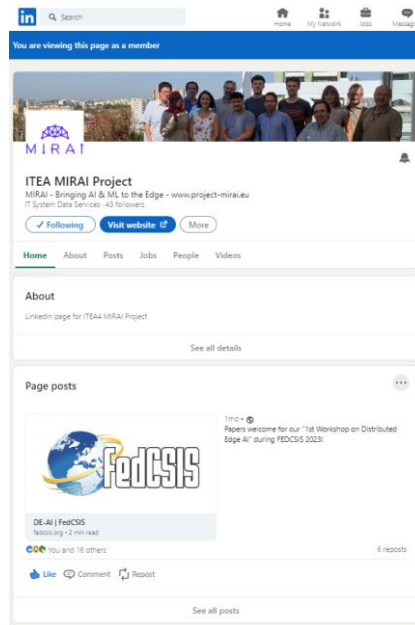 in
Search
Home
My Network
Jobs
Messag
You are viewing this page as a member
MIRAI
ITEA MIRAI Project
MIRAI - Bringing AI & ML to the Edge - www.project-mirai.eu
IT System Data Services · 43 followers
✓ Following
Visit website
More
Home
About
Posts
Jobs
People
Videos
About
Linkedin page for ITEA4 MIRAI Project
See all details
Page posts
1mo •
Papers welcome for our "1st Workshop on Distributed
Edge AI" during FEDCSIS 2023!
FedCSIS
DE-AI | FedCSIS
fedcsis.org • 2 min read
You and 16 others
6 reposts
Like
Comment
Repost
See all posts